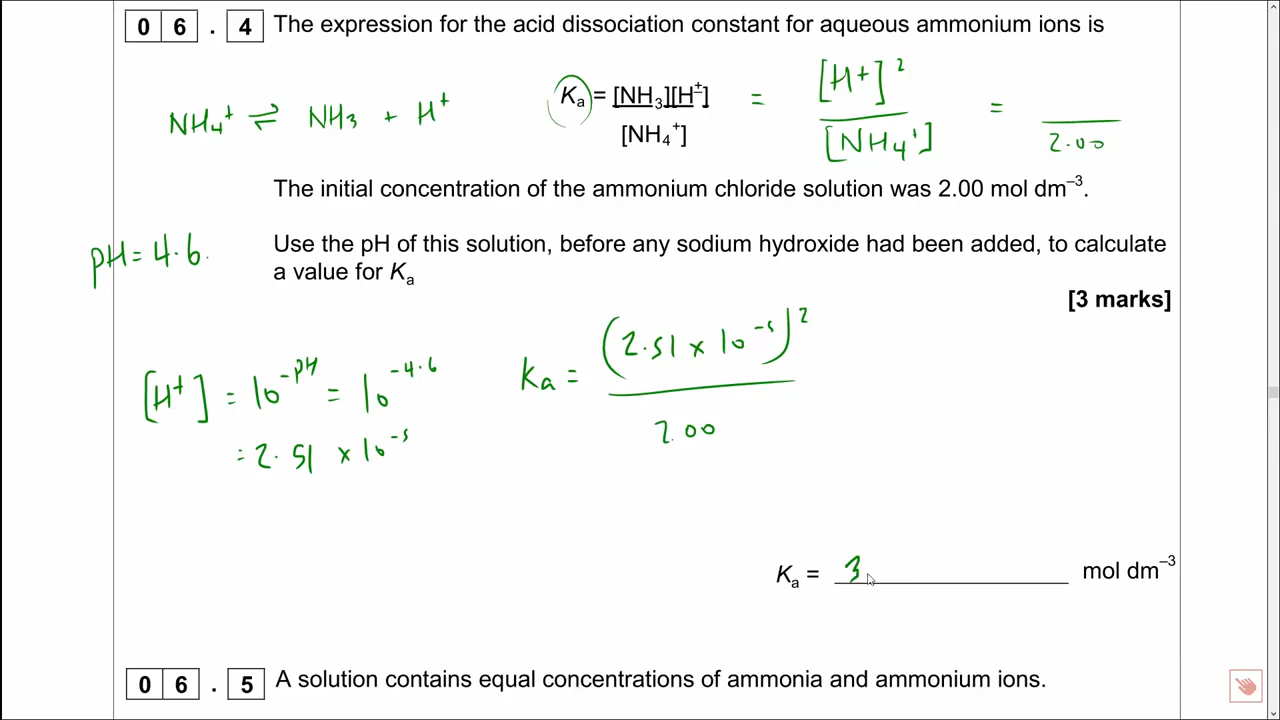 06.4 The expression for the acid dissociation constant for aqueous ammonium ions is
NH₄⁺ ⇌ NH₃ + H⁺
Kₐ = [NH₃][H⁺] / [NH₄⁺] = [H⁺]² / [NH₄⁺] = / 2.00
The initial concentration of the ammonium chloride solution was 2.00 mol dm⁻³.
pH = 4.6.
Use the pH of this solution, before any sodium hydroxide had been added, to calculate
a value for Kₐ
[3 marks]
[H⁺] = 10^-pH = 10^-4.6
= 2.51 × 10⁻⁵
Ka = (2.51 × 10⁻⁵)² / 2.00
Kₐ = 3 mol dm⁻³
06.5 A solution contains equal concentrations of ammonia and ammonium ions.